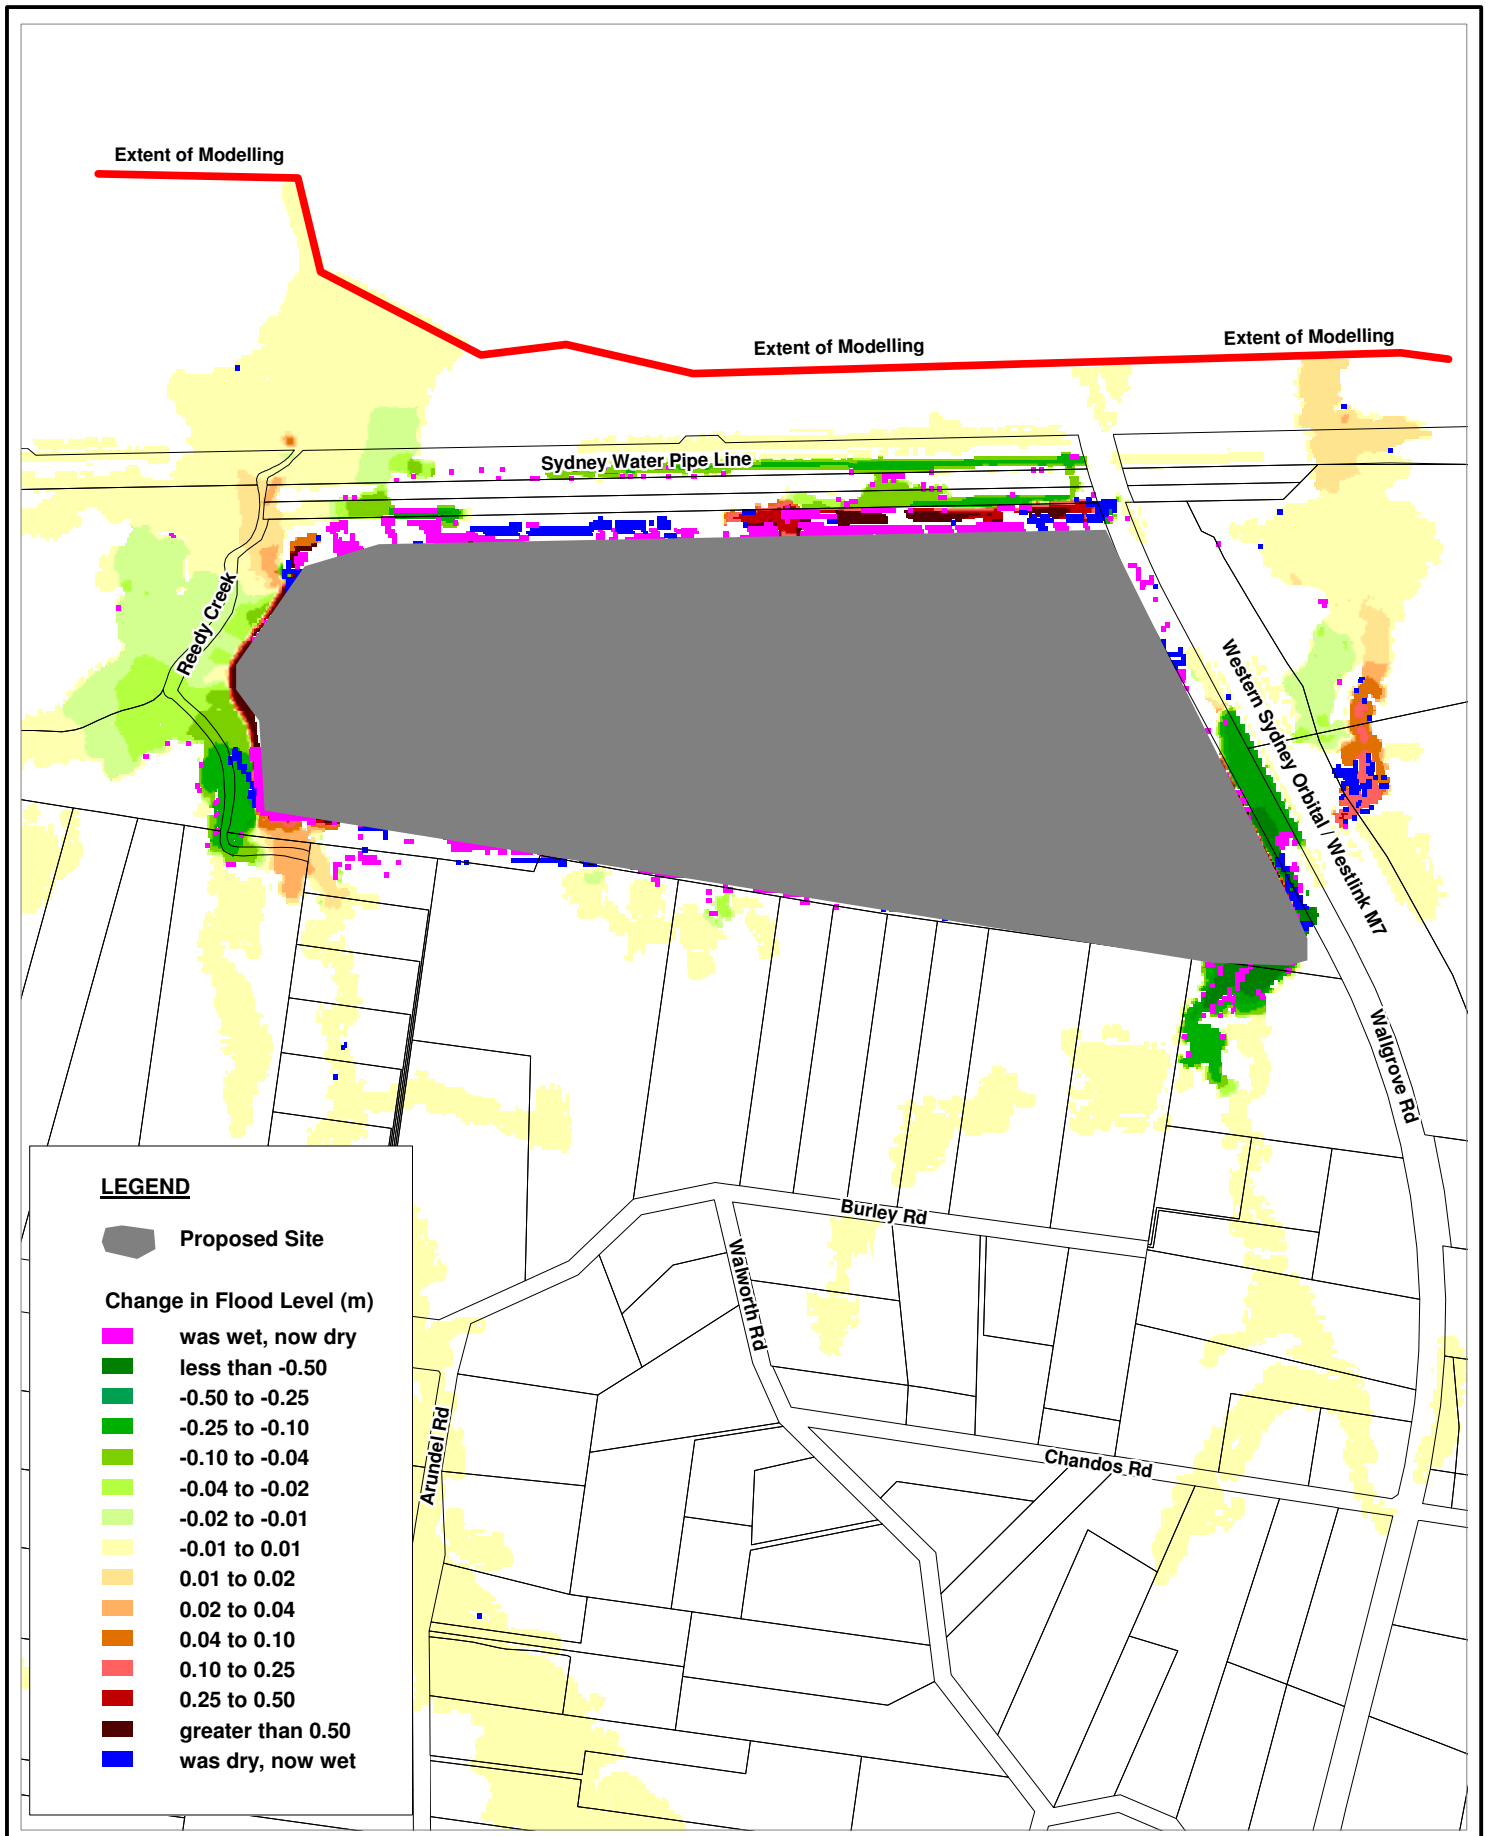 Extent of Modelling
Extent of Modelling
Extent of Modelling
Sydney Water Pipe Line
Reedy Creek
Western Sydney Orbital / Westlink M7
Wallgrove Rd
Burley Rd
Walworth Rd
Chandos Rd
Arundel Rd
LEGEND
Proposed Site
Change in Flood Level (m)
was wet, now dry
less than -0.50
-0.50 to -0.25
-0.25 to -0.10
-0.10 to -0.04
-0.04 to -0.02
-0.02 to -0.01
-0.01 to 0.01
0.01 to 0.02
0.02 to 0.04
0.04 to 0.10
0.10 to 0.25
0.25 to 0.50
greater than 0.50
was dry, now wet